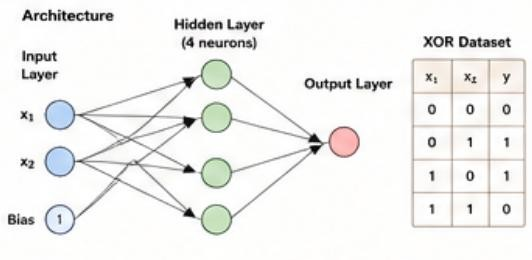 Architecture
Input
Layer
x₁
x₂
Bias
1
Hidden Layer
(4 neurons)
Output Layer
XOR Dataset
x₁ x₂ y
0 0 0
0 1 1
1 0 1
1 1 0